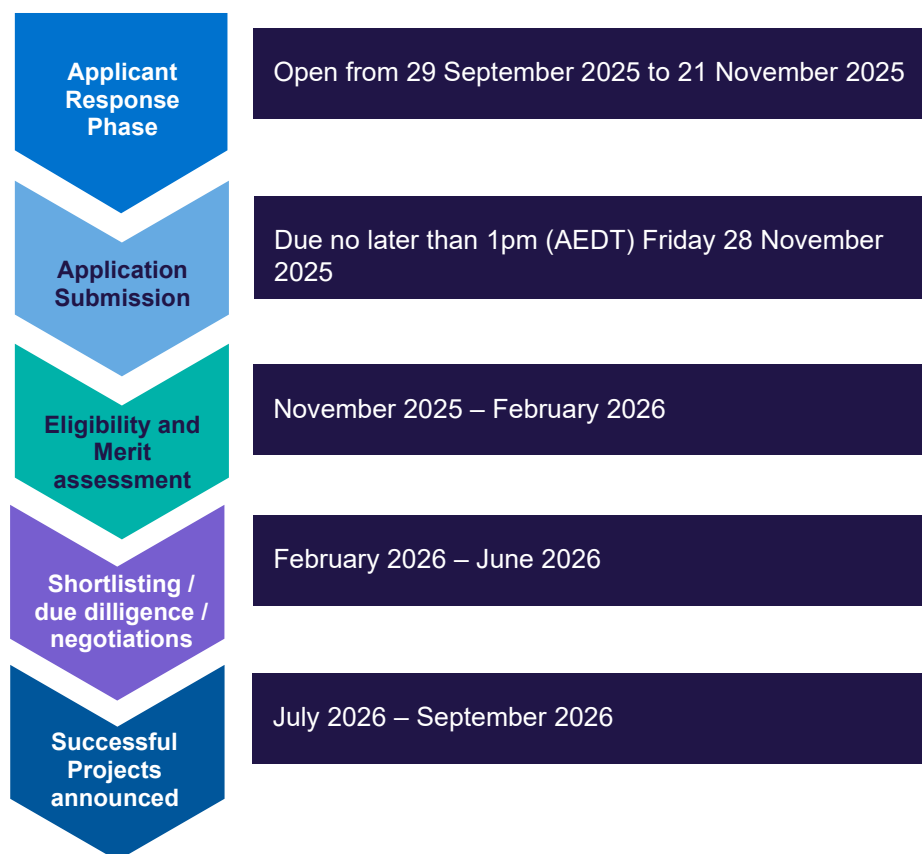 Applicant
Response
Phase
Open from 29 September 2025 to 21 November 2025
Application
Submission
Due no later than 1pm (AEDT) Friday 28 November
2025
Eligibility and
Merit
assessment
November 2025 – February 2026
Shortlisting /
due dilligence /
negotiations
February 2026 – June 2026
Successful
Projects
announced
July 2026 – September 2026